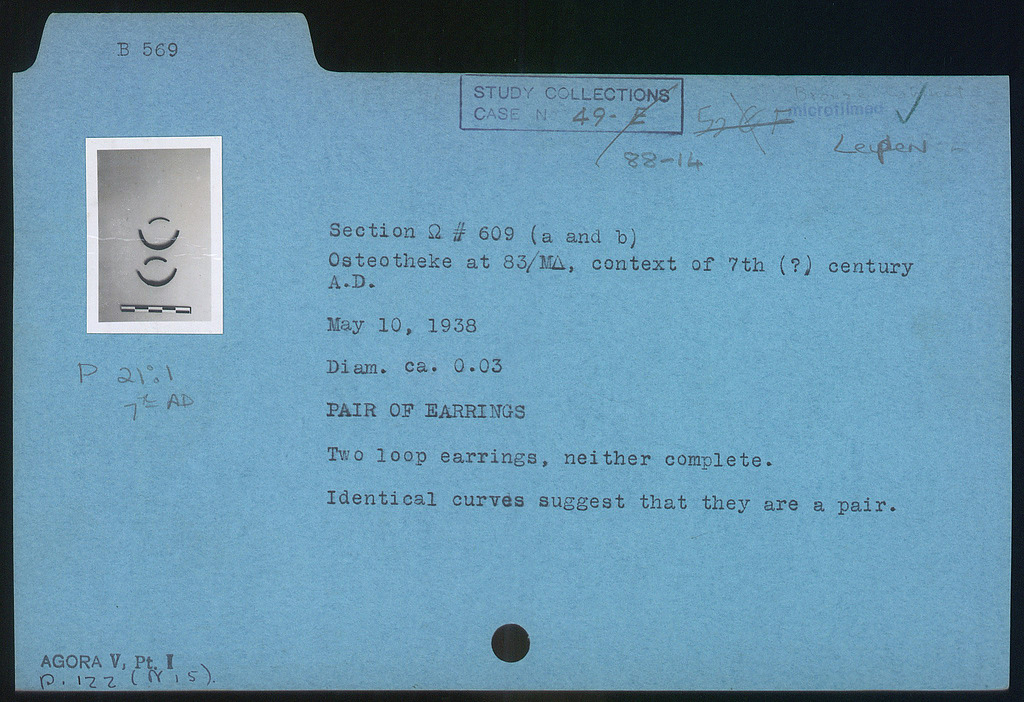 B 569
STUDY COLLECTIONS
CASE No 49-E
microfilmed
Leyden
88-14
Section Ω # 609 (a and b)
Osteotheke at 83/ΜΔ, context of 7th (?) century
A.D.
May 10, 1938
Diam. ca. 0.03
PAIR OF EARRINGS
Two loop earrings, neither complete.
Identical curves suggest that they are a pair.
P 21:1
7th AD
AGORA V, Pt. I
p. 122 (N 15).